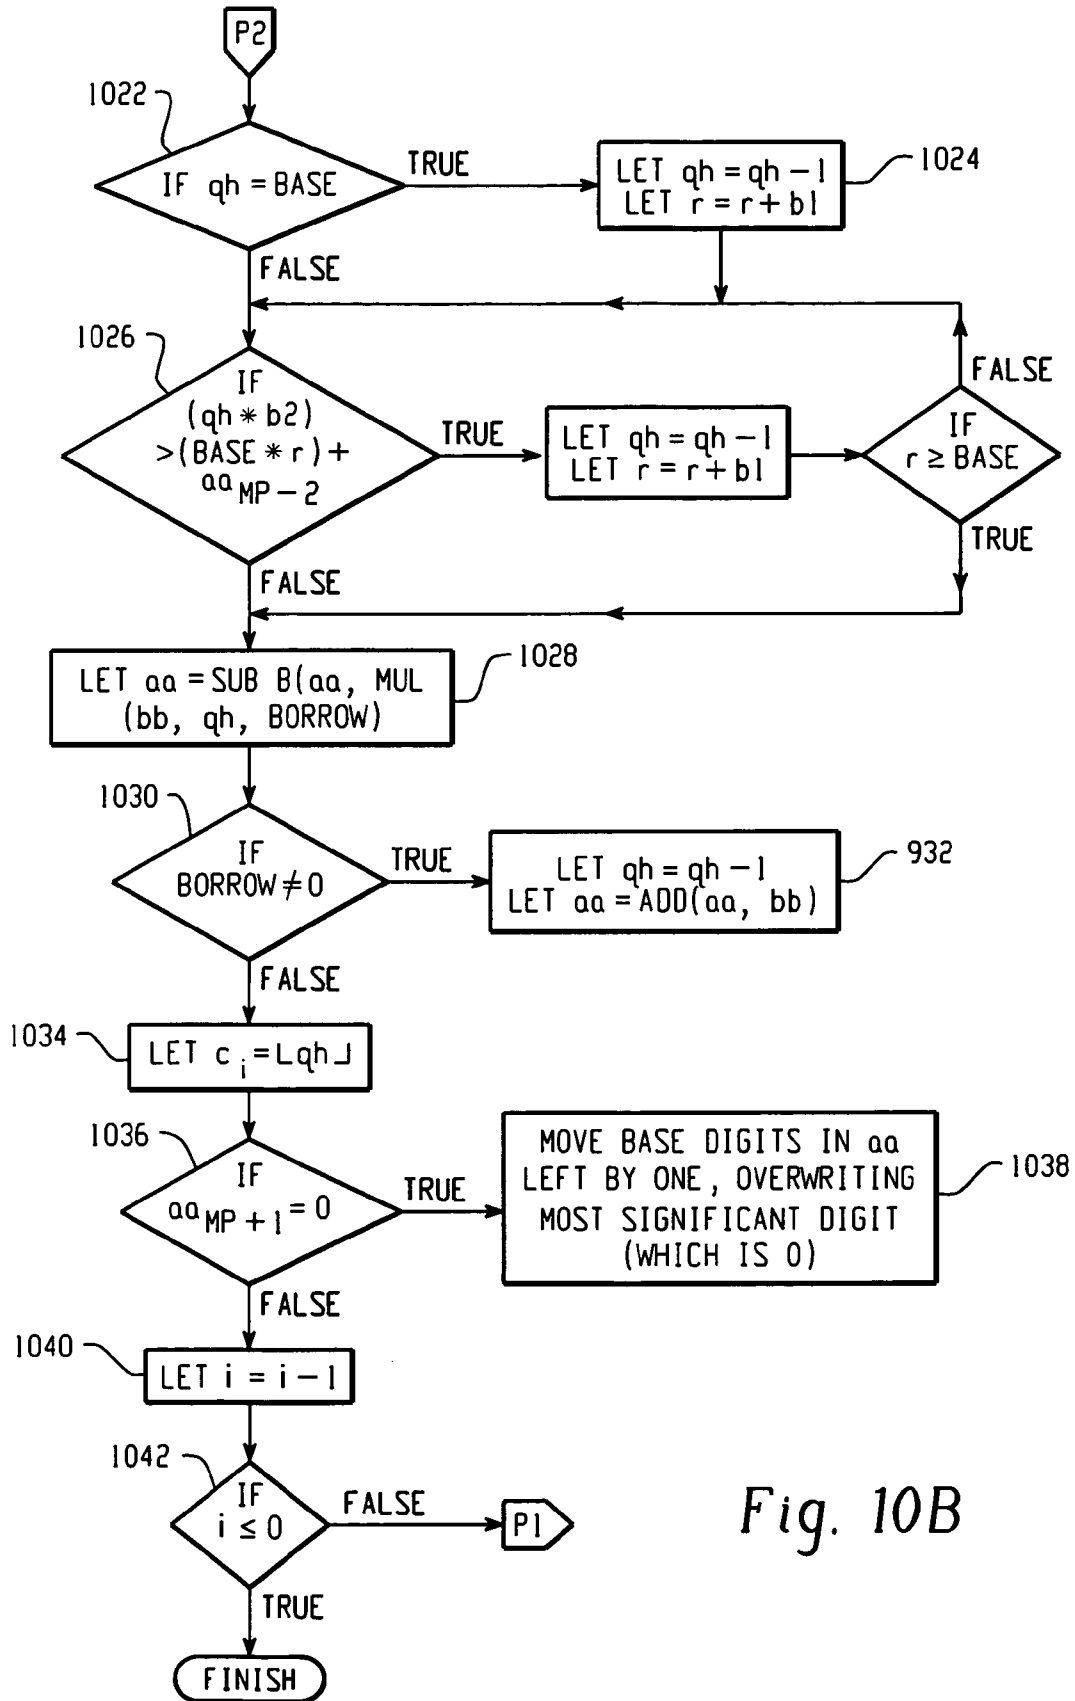 P2
1022
IF qh = BASE
TRUE
LET qh = qh - 1
LET r = r + b1
1024
FALSE
1026
IF
(qh * b2)
>(BASE * r) +
aa MP - 2
TRUE
LET qh = qh - 1
LET r = r + b1
IF
r ≥ BASE
FALSE
TRUE
FALSE
LET aa = SUB B(aa, MUL
(bb, qh, BORROW)
1028
1030
IF
BORROW ≠ 0
TRUE
LET qh = qh - 1
LET aa = ADD(aa, bb)
932
FALSE
1034
LET c i = ⌊qh⌋
1036
IF
aa MP + 1 = 0
TRUE
MOVE BASE DIGITS IN aa
LEFT BY ONE, OVERWRITING
MOST SIGNIFICANT DIGIT
(WHICH IS 0)
1038
FALSE
1040
LET i = i - 1
1042
IF
i ≤ 0
FALSE
P1
TRUE
FINISH
Fig. 10B